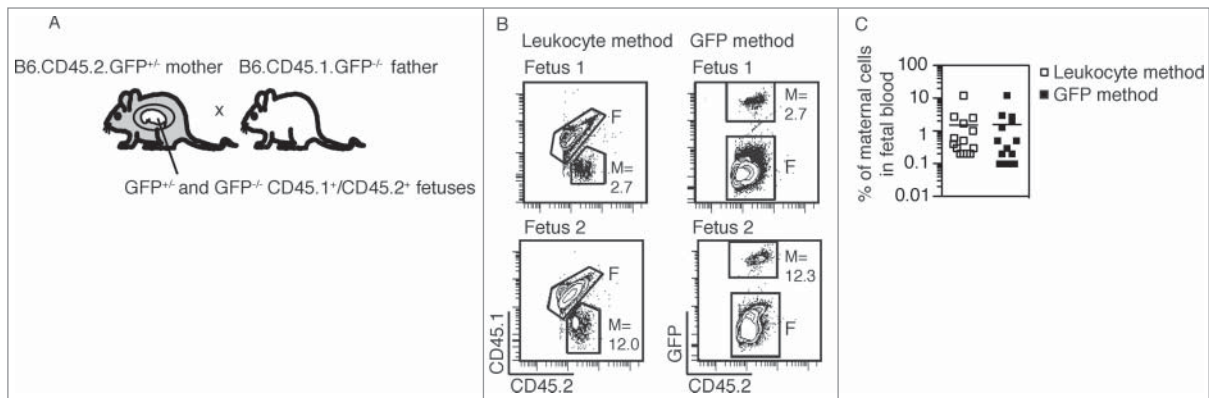 A
B6.CD45.2.GFP+/- mother
B6.CD45.1.GFP-/- father
x
GFP+/- and GFP-/- CD45.1+/CD45.2+ fetuses
B
Leukocyte method
GFP method
Fetus 1
Fetus 1
F
M=
2.7
M=
2.7
F
Fetus 2
Fetus 2
F
M=
12.0
M=
12.3
F
CD45.1
CD45.2
GFP
CD45.2
C
% of maternal cells
in fetal blood
100
10
1
0.1
0.01
Leukocyte method
GFP method